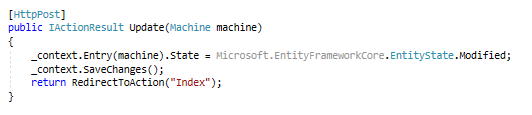 [HttpPost]
public IActionResult Update(Machine machine)
{
_context.Entry(machine).State = Microsoft.EntityFrameworkCore.EntityState.Modified;
_context.SaveChanges();
return RedirectToAction("Index");
}